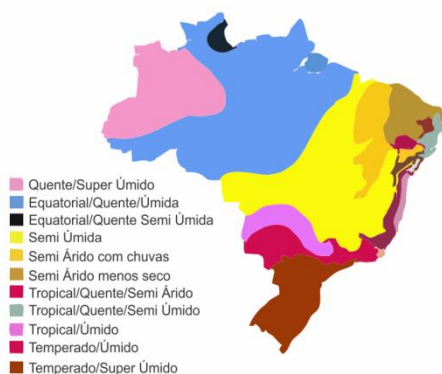 Quente/Super Úmido
Equatorial/Quente/Úmida
Equatorial/Quente Semi Úmida
Semi Úmida
Semi Árido com chuvas
Semi Árido menos seco
Tropical/Quente/Semi Árido
Tropical/Quente/Semi Úmido
Tropical/Úmido
Temperado/Úmido
Temperado/Super Úmido